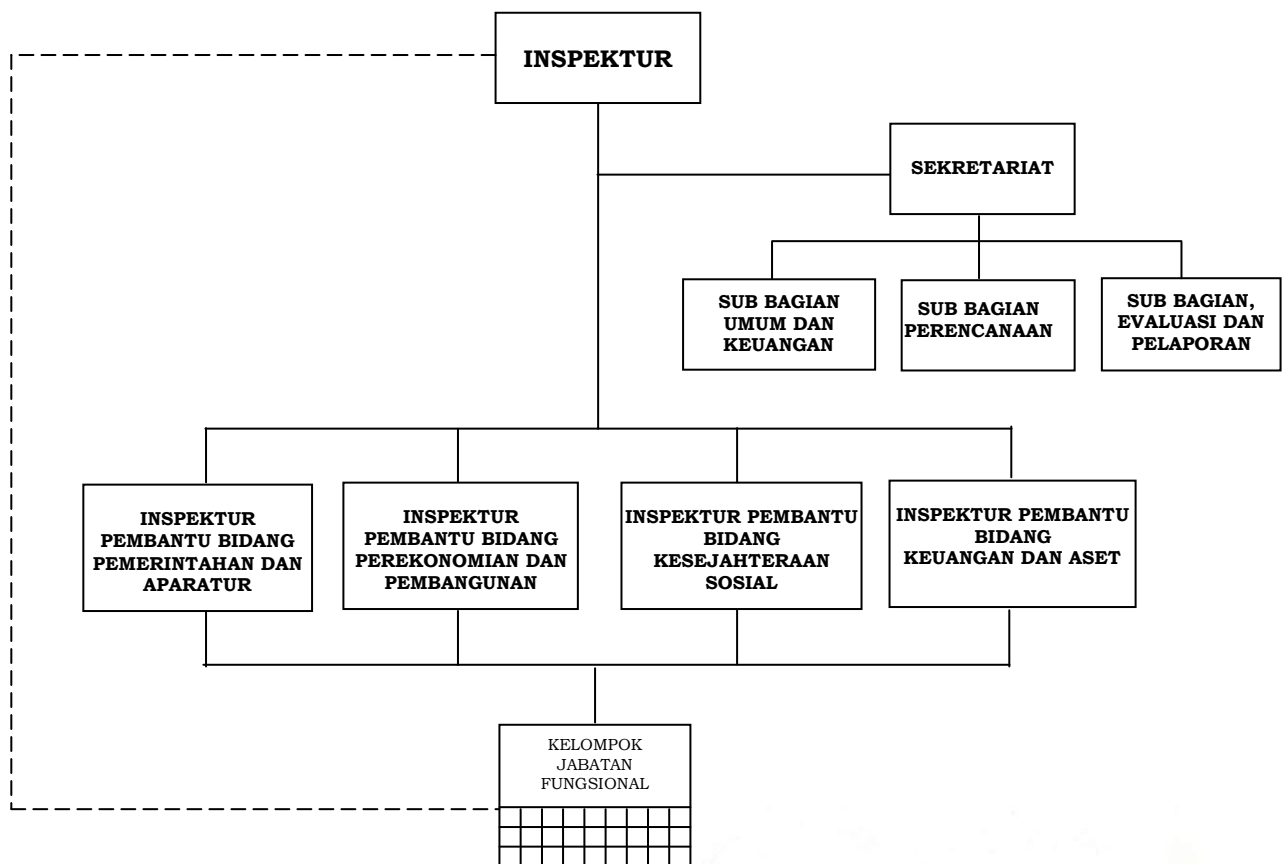 INSPEKTUR
SEKRETARIAT
SUB BAGIAN
UMUM DAN
KEUANGAN
SUB BAGIAN
PERENCANAAN
SUB BAGIAN,
EVALUASI DAN
PELAPORAN
INSPEKTUR
PEMBANTU BIDANG
PEMERINTAHAN DAN
APARATUR
INSPEKTUR
PEMBANTU BIDANG
PEREKONOMIAN DAN
PEMBANGUNAN
INSPEKTUR PEMBANTU
BIDANG
KESEJAHTERAAN
SOSIAL
INSPEKTUR PEMBANTU
BIDANG
KEUANGAN DAN ASET
KELOMPOK
JABATAN
FUNGSIONAL